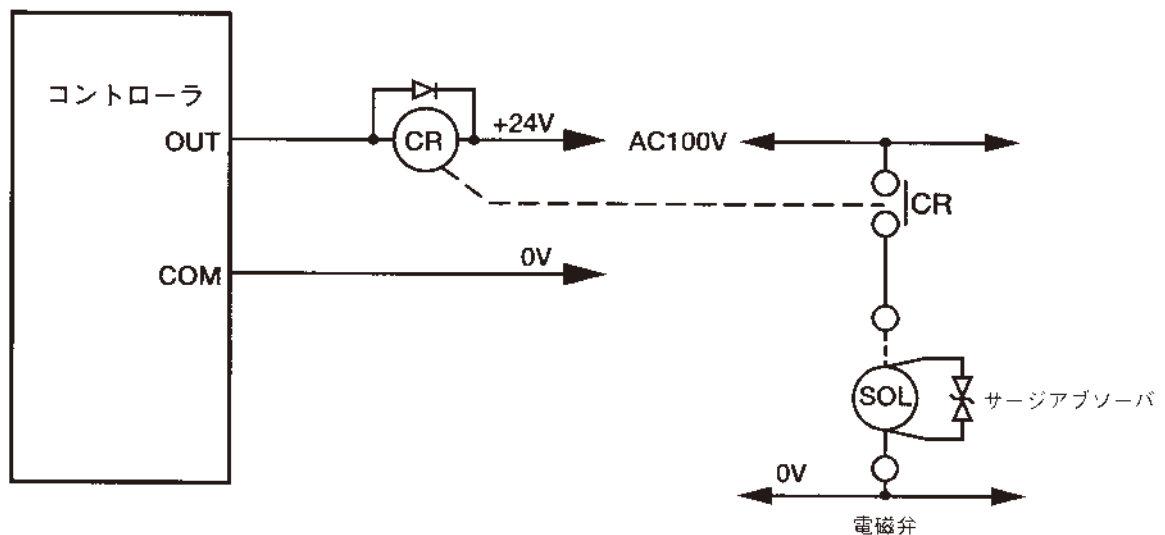 コントローラ
OUT
CR
+24V
AC100V
CR
COM
0V
SOL
サージアブソーバ
0V
電磁弁